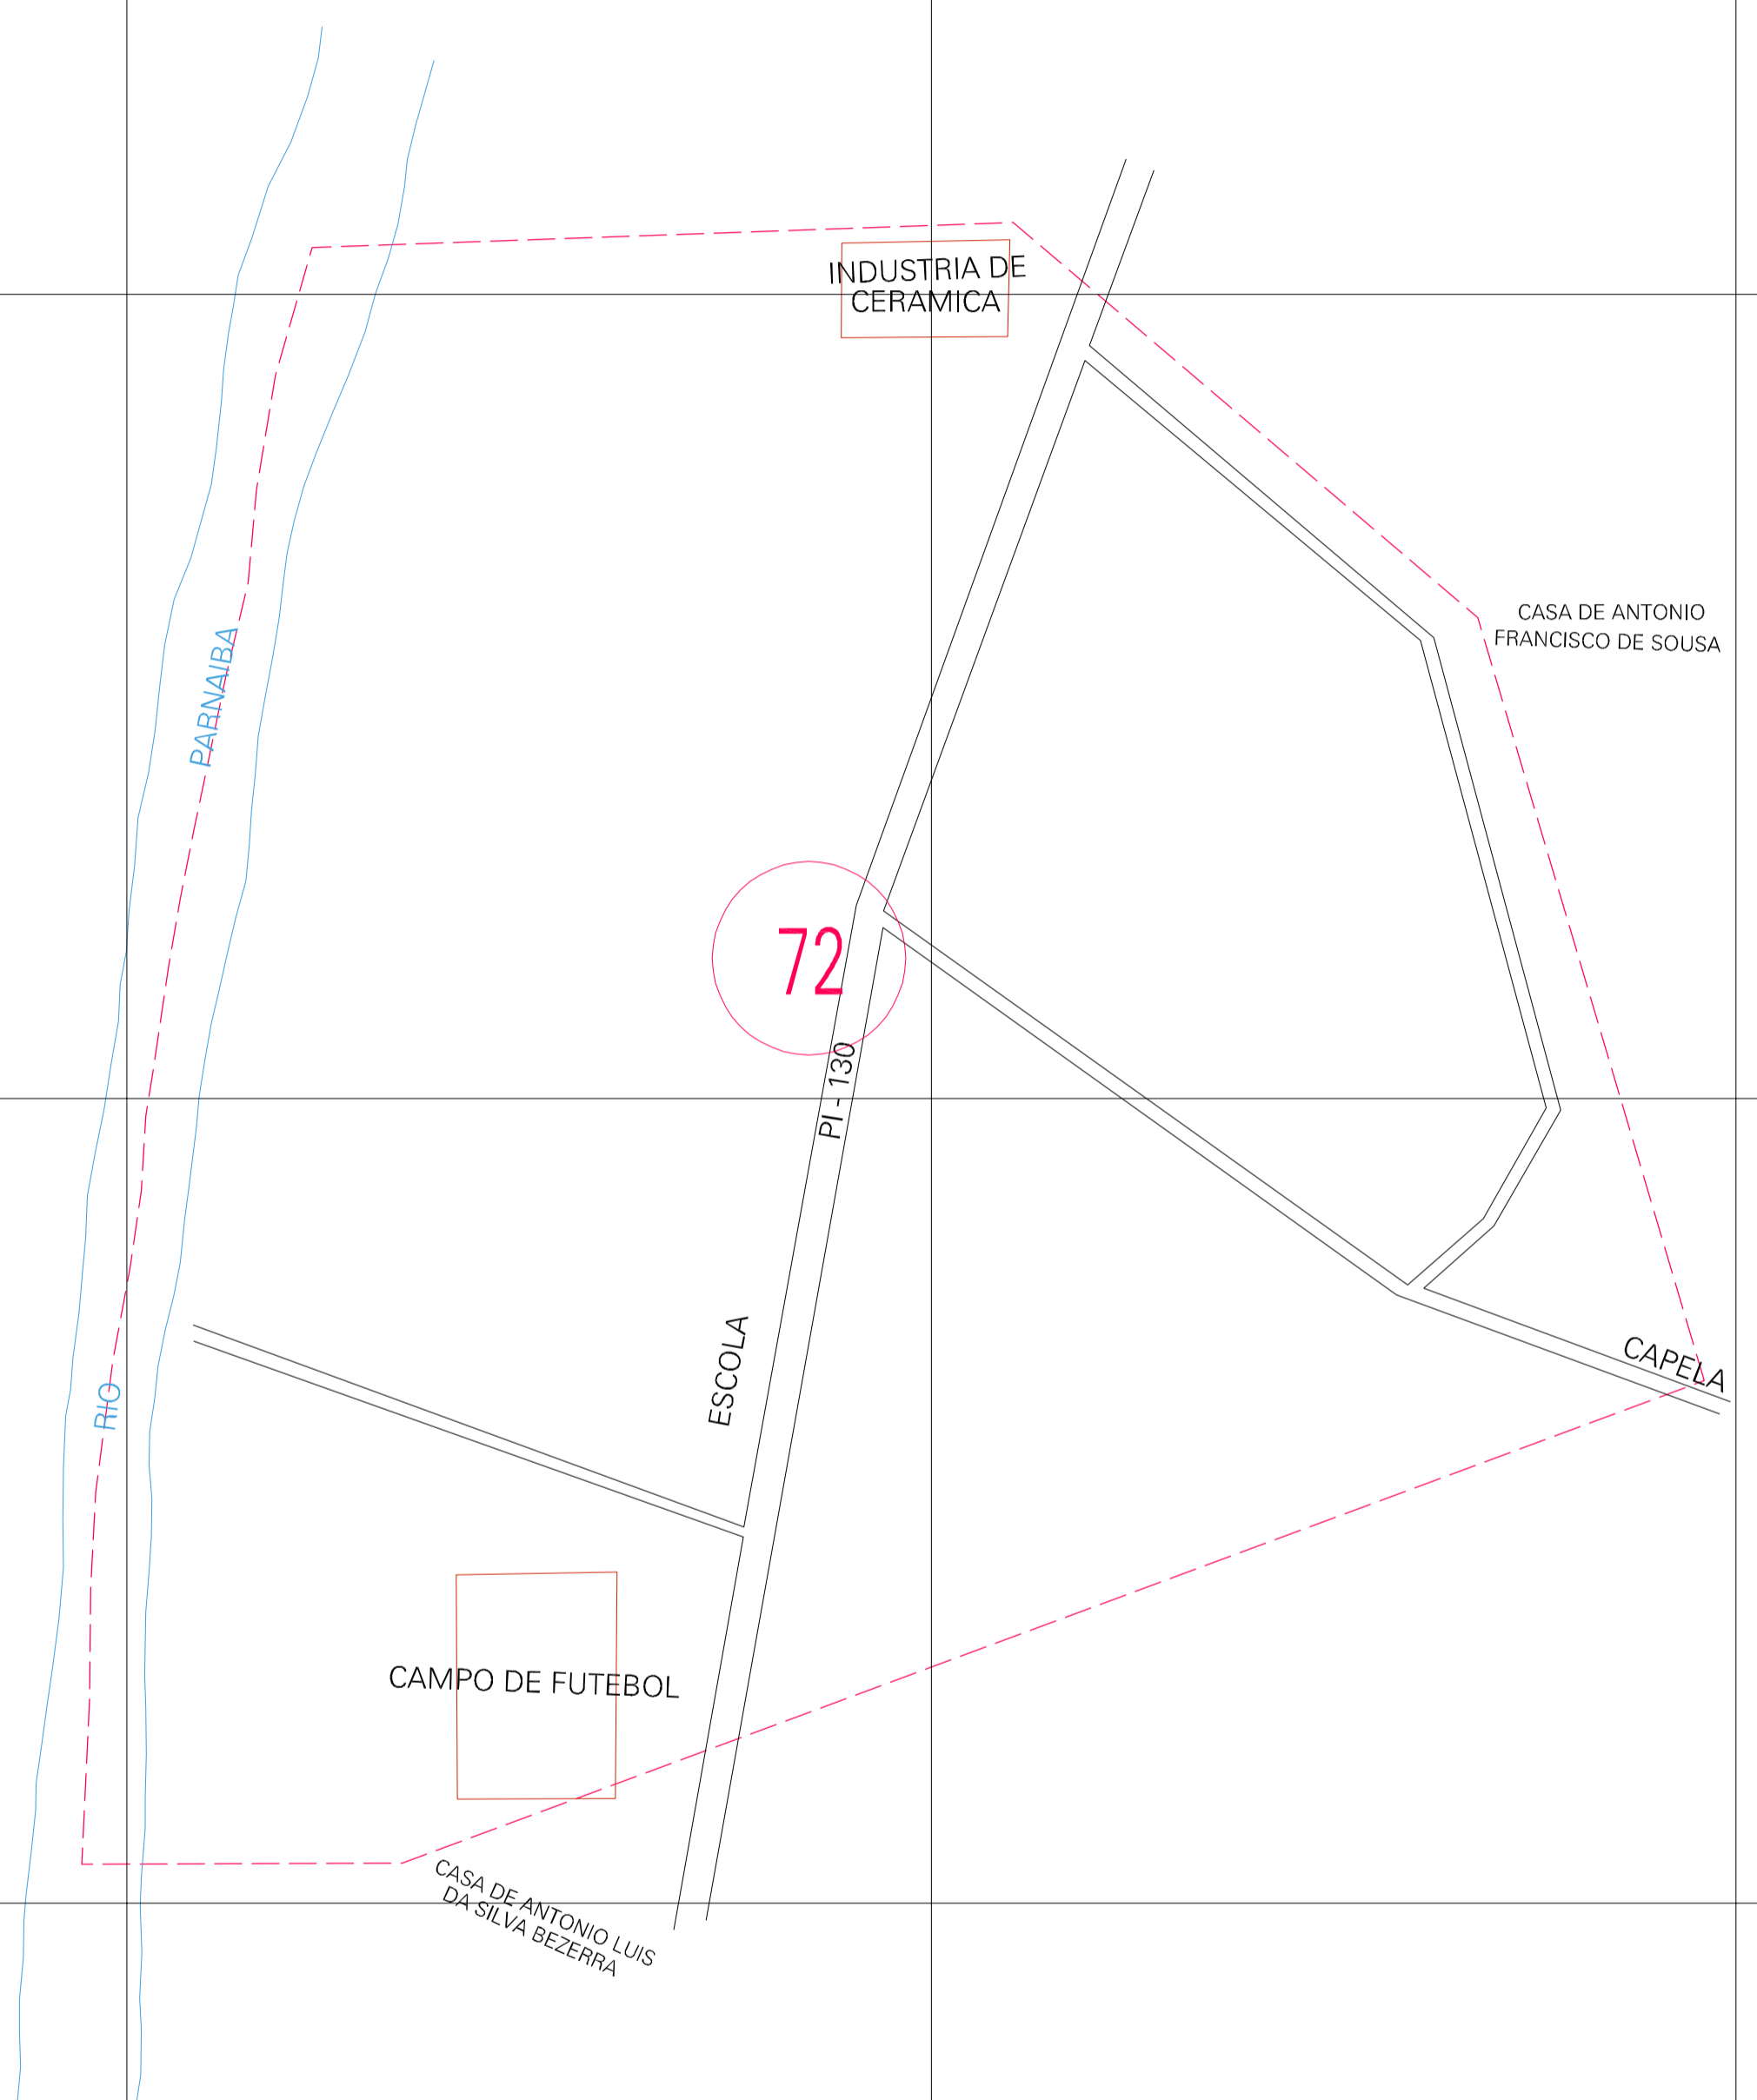 INDUSTRIA DE
CERAMICA
CASA DE ANTONIO
FRANCISCO DE SOUSA
PARNAIBA
72
PI - 130
ESCOLA
CAPELA
RIO
CAMPO DE FUTEBOL
CASA DE ANTONIO LUIS
DA SILVA BEZERRA